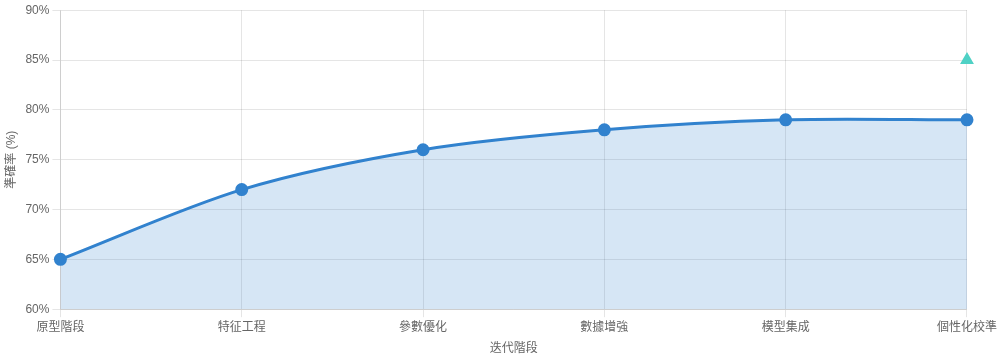 90%
85%
80%
75%
70%
65%
60%
準確率 (%)
原型階段
特征工程
參數優化
數據增強
模型集成
個性化校準
迭代階段